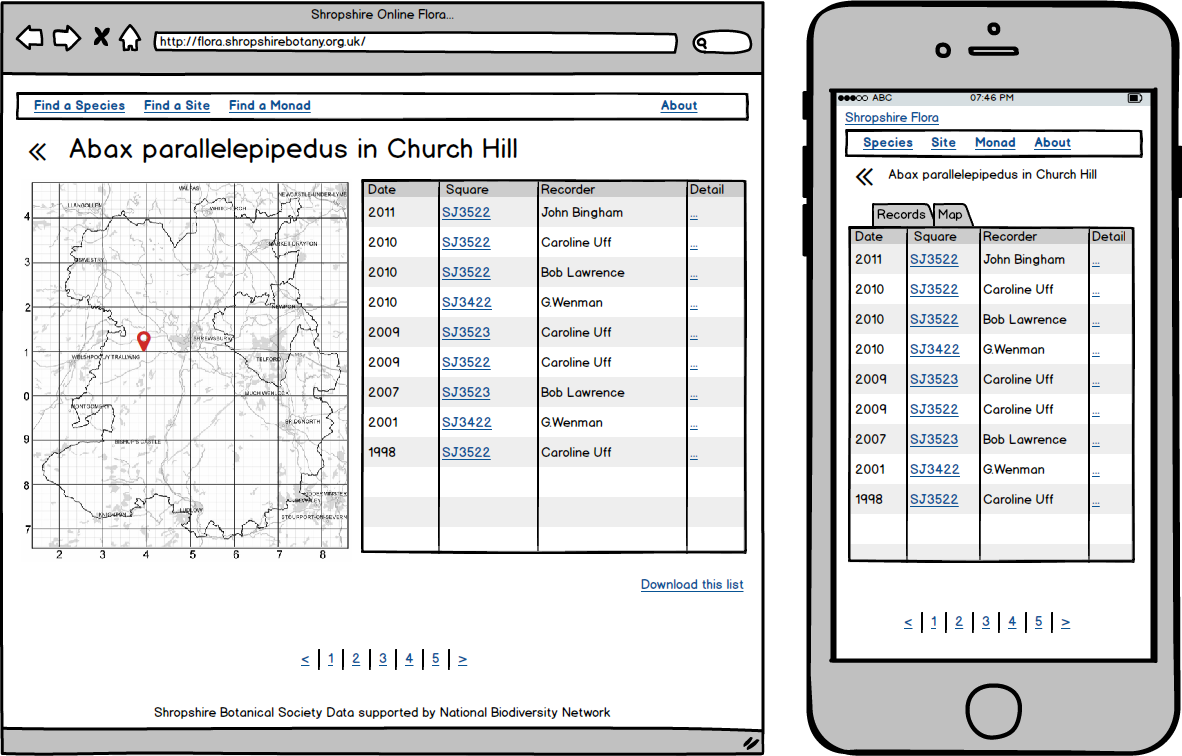 Shropshire Online Flora...
http://flora.shropshirebotany.org.uk/
Find a Species Find a Site Find a Monad About
Abax parallelepipedus in Church Hill
LLANGOLLEN
NEWCASTLE-UNDER-LYME
WHITCHURCH
MARKET DRAYTON
OSWESTRY
NEWPORT
SHREWSBURY
WELSHPOOL/Y TRALLWNG
TELFORD
MUCH WENLOCK
MONTGOMERY
BRIDGNORTH
BISHOP'S CASTLE
KIDDERMINSTER
KNIGHTON
LUDLOW
STOURPORT-ON-SEVERN
4
3
2
1
0
9
8
7
2 3 4 5 6 7 8
Date Square Recorder Detail
2011 SJ3522 John Bingham ...
2010 SJ3522 Caroline Uff ...
2010 SJ3522 Bob Lawrence ...
2010 SJ3422 G.Wenman ...
2009 SJ3523 Caroline Uff ...
2009 SJ3522 Caroline Uff ...
2007 SJ3523 Bob Lawrence ...
2001 SJ3422 G.Wenman ...
1998 SJ3522 Caroline Uff ...
Download this list
< 1 2 3 4 5 >
Shropshire Botanical Society Data supported by National Biodiversity Network
ABC 07:46 PM
Shropshire Flora
Species Site Monad About
Abax parallelepipedus in Church Hill
Records Map
Date Square Recorder Detail
2011 SJ3522 John Bingham ...
2010 SJ3522 Caroline Uff ...
2010 SJ3522 Bob Lawrence ...
2010 SJ3422 G.Wenman ...
2009 SJ3523 Caroline Uff ...
2009 SJ3522 Caroline Uff ...
2007 SJ3523 Bob Lawrence ...
2001 SJ3422 G.Wenman ...
1998 SJ3522 Caroline Uff ...
< 1 2 3 4 5 >